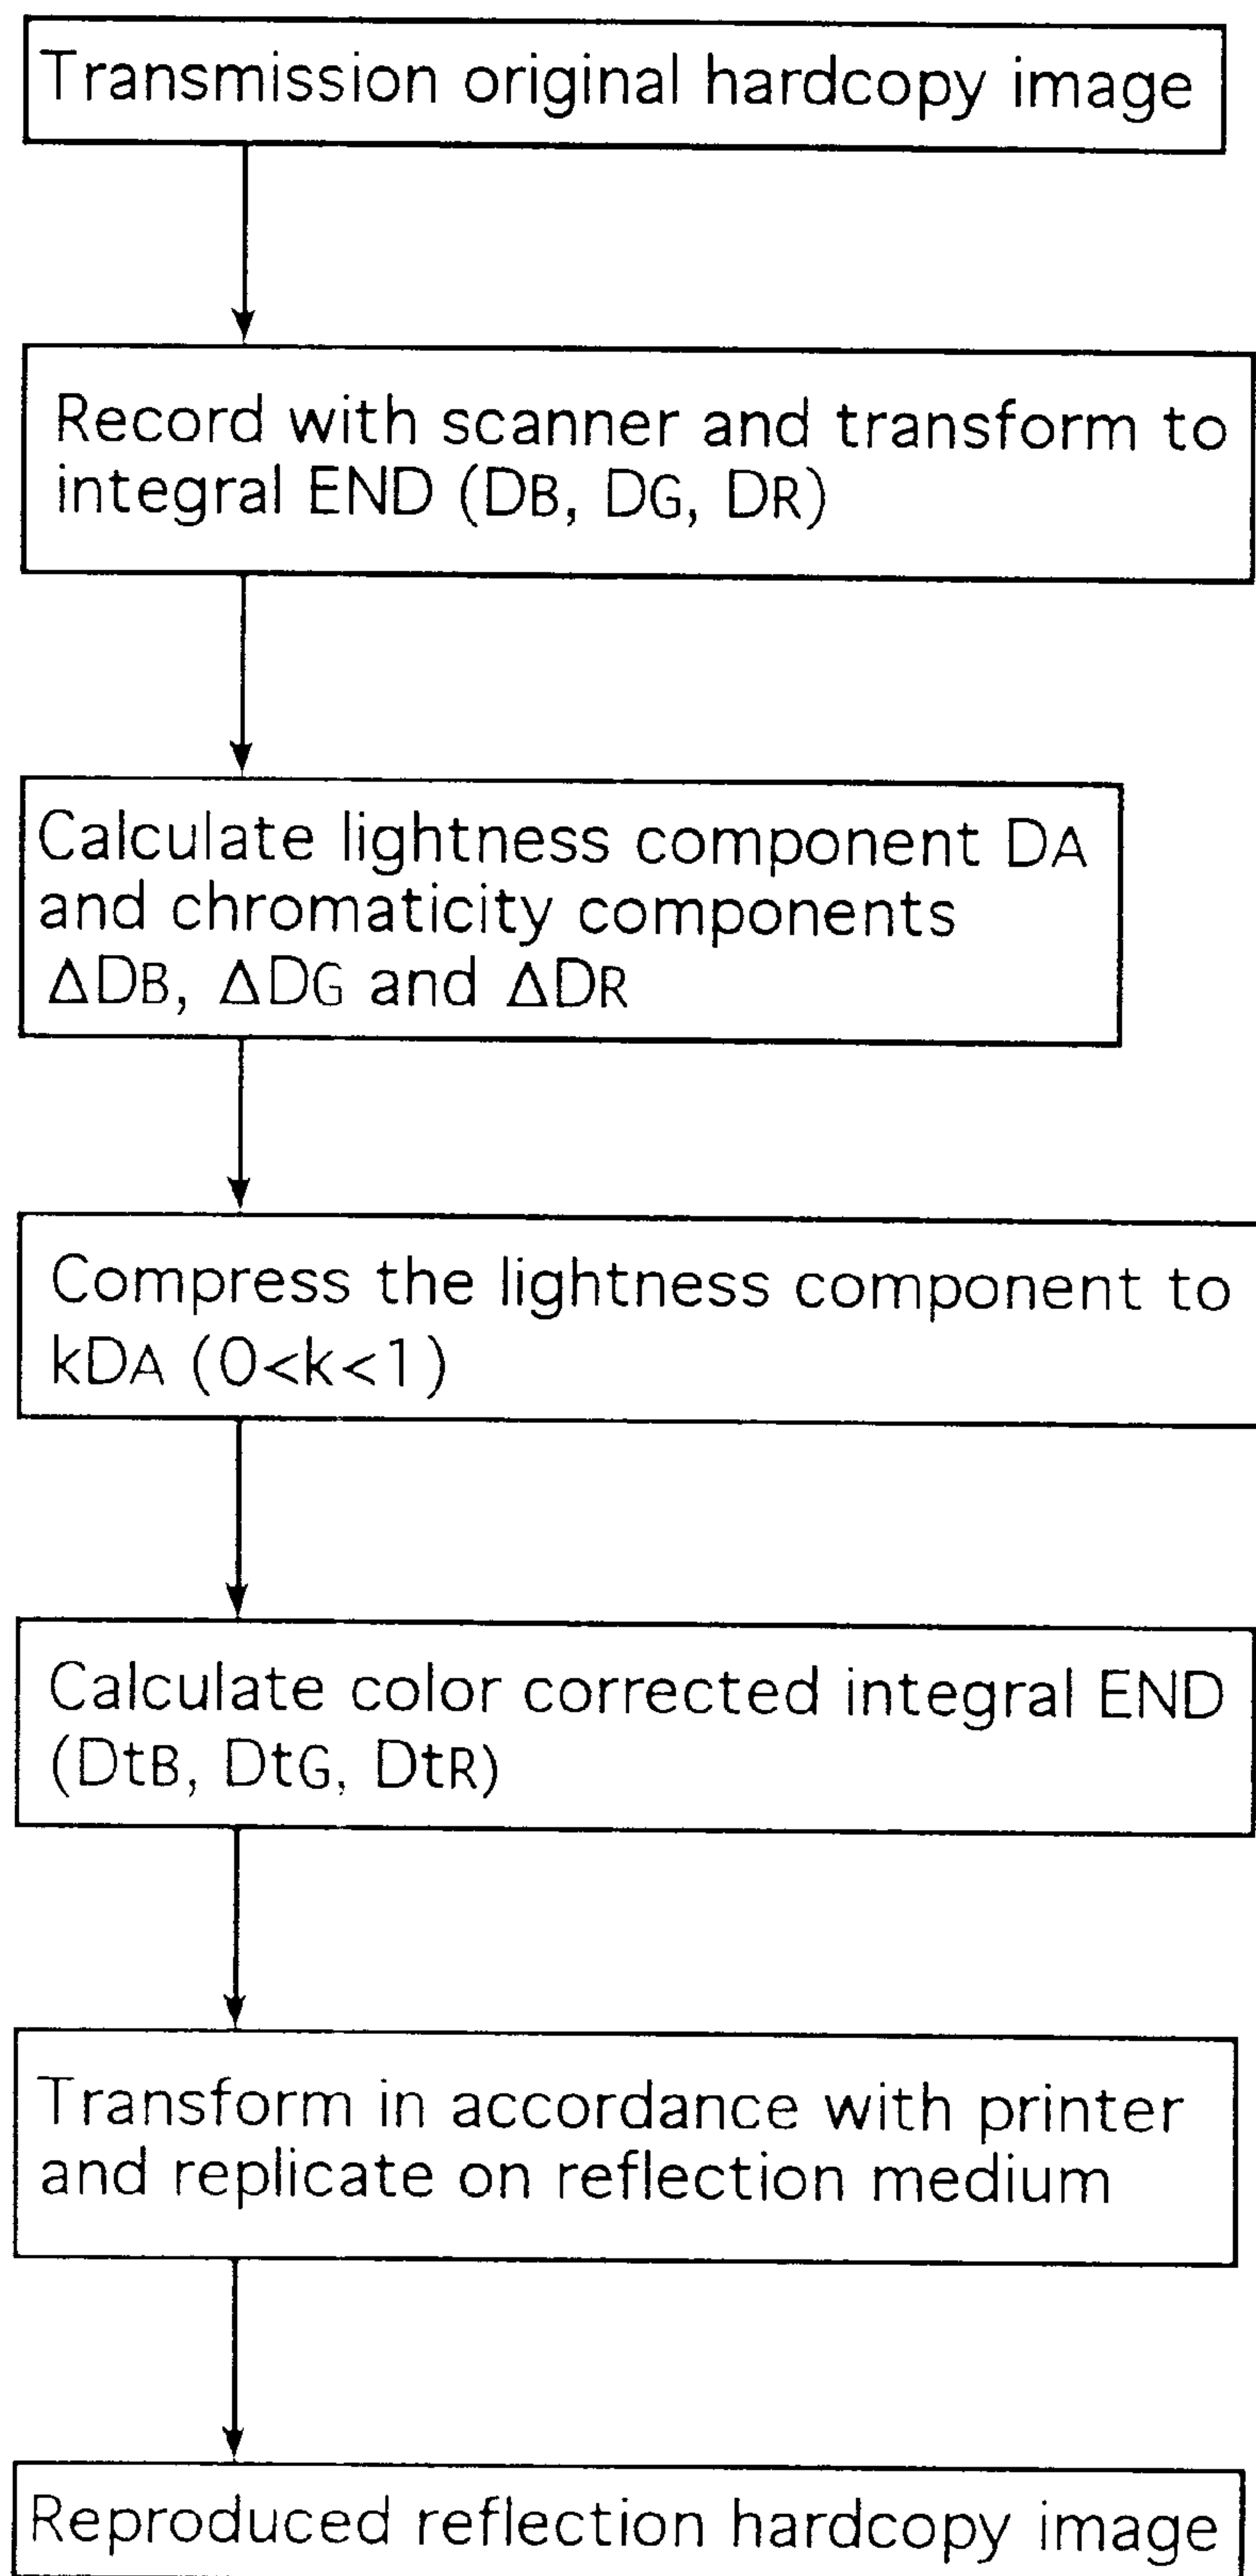 Transmission original hardcopy image
Record with scanner and transform to
integral END (DB, DG, DR)
Calculate lightness component DA
and chromaticity components
ΔDB, ΔDG and ΔDR
Compress the lightness component to
kDA (0<k<1)
Calculate color corrected integral END
(DtB, DtG, DtR)
Transform in accordance with printer
and replicate on reflection medium
Reproduced reflection hardcopy image